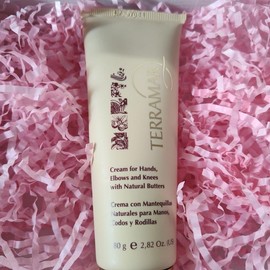 TERRAMAR
Cream for Hands,
Elbows and Knees
with Natural Butters
Crema con Mantequillas
Naturales para Manos,
Codos y Rodillas
80 g e 2.82 Oz.